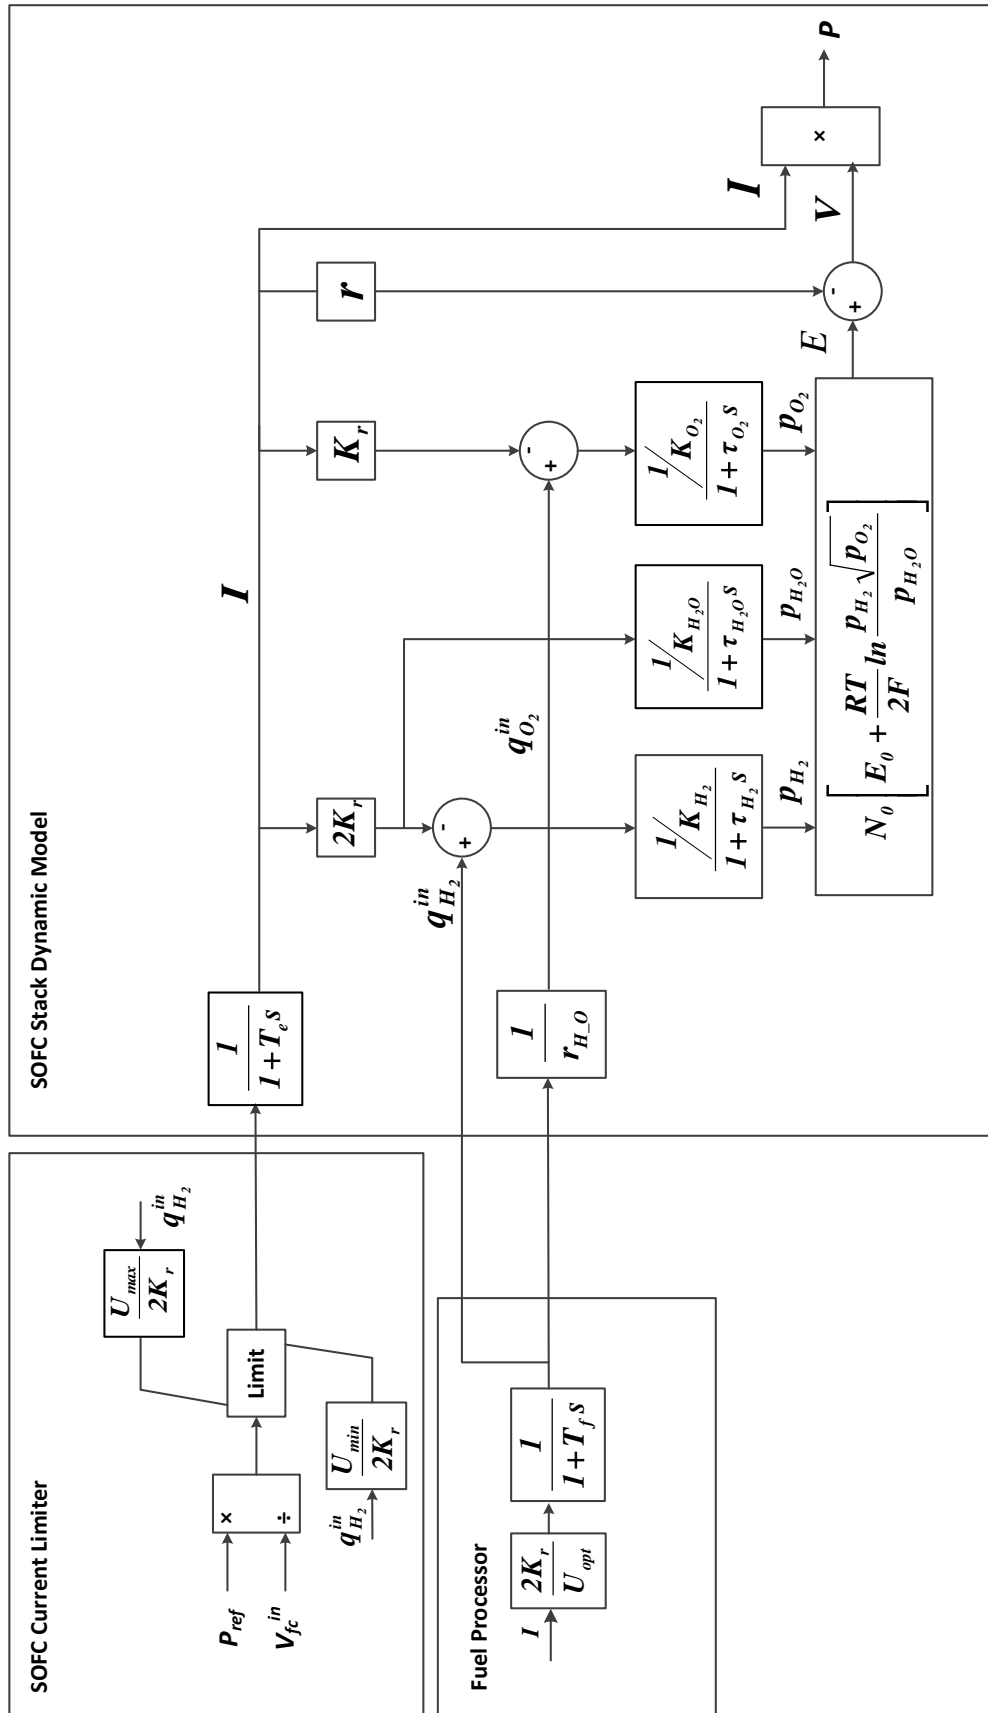 SOFC Current Limiter
P_ref
V_fc^in
×
÷
Limit
U_max / 2K_r
q_H₂^in
U_min / 2K_r
q_H₂^in
Fuel Processor
I
2K_r / U_opt
1 / 1+T_f s
SOFC Stack Dynamic Model
1 / 1+T_e s
I
2K_r
K_r
r
q_H₂^in
+
-
1 / r_H_O
q_O₂^in
+
-
1/K_H₂ / 1+τ_H₂ s
1/K_H₂O / 1+τ_H₂O s
1/K_O₂ / 1+τ_O₂ s
p_H₂
p_H₂O
p_O₂
N₀ [ E₀ + RT / 2F ln p_H₂ √p_O₂ / p_H₂O ]
E
+
-
V
I
×
P